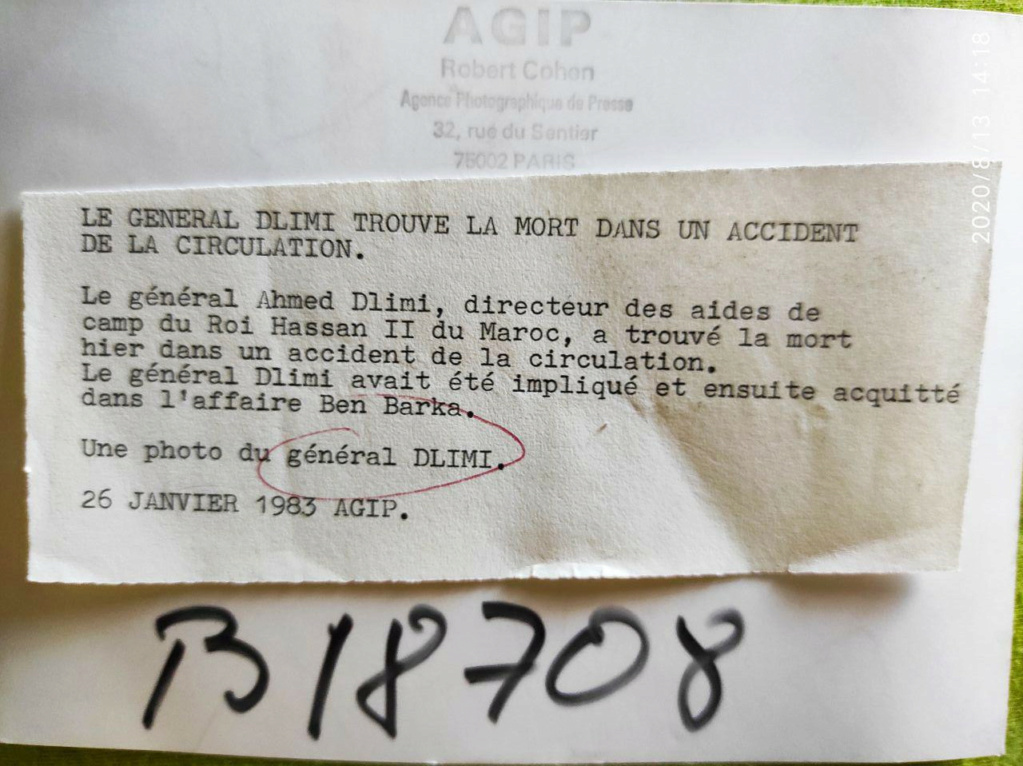 AGIP
Robert Cohen
Agence Photographique de Presse
32, rue du Sentier
75002 PARIS
LE GENERAL DLIMI TROUVE LA MORT DANS UN ACCIDENT
DE LA CIRCULATION.
Le général Ahmed Dlimi, directeur des aides de
camp du Roi Hassan II du Maroc, a trouvé la mort
hier dans un accident de la circulation.
Le général Dlimi avait été impliqué et ensuite acquitté
dans l'affaire Ben Barka.
Une photo du général DLIMI.
26 JANVIER 1983 AGIP.
B18708
2020/8/13 14:18